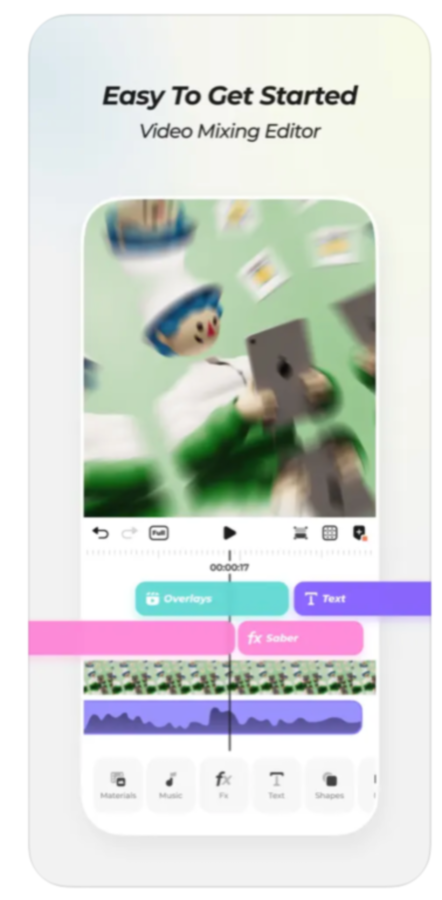 Easy To Get Started
Video Mixing Editor
Full
00:00:17
Overlays
Text
fx Saber
Materials
Music
fx
Fx
Text
Shapes